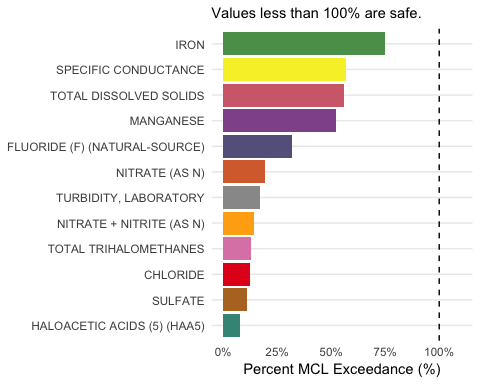 Values less than 100% are safe.
IRON
SPECIFIC CONDUCTANCE
TOTAL DISSOLVED SOLIDS
MANGANESE
FLUORIDE (F) (NATURAL-SOURCE)
NITRATE (AS N)
TURBIDITY, LABORATORY
NITRATE + NITRITE (AS N)
TOTAL TRIHALOMETHANES
CHLORIDE
SULFATE
HALOACETIC ACIDS (5) (HAA5)
0% 25% 50% 75% 100%
Percent MCL Exceedance (%)